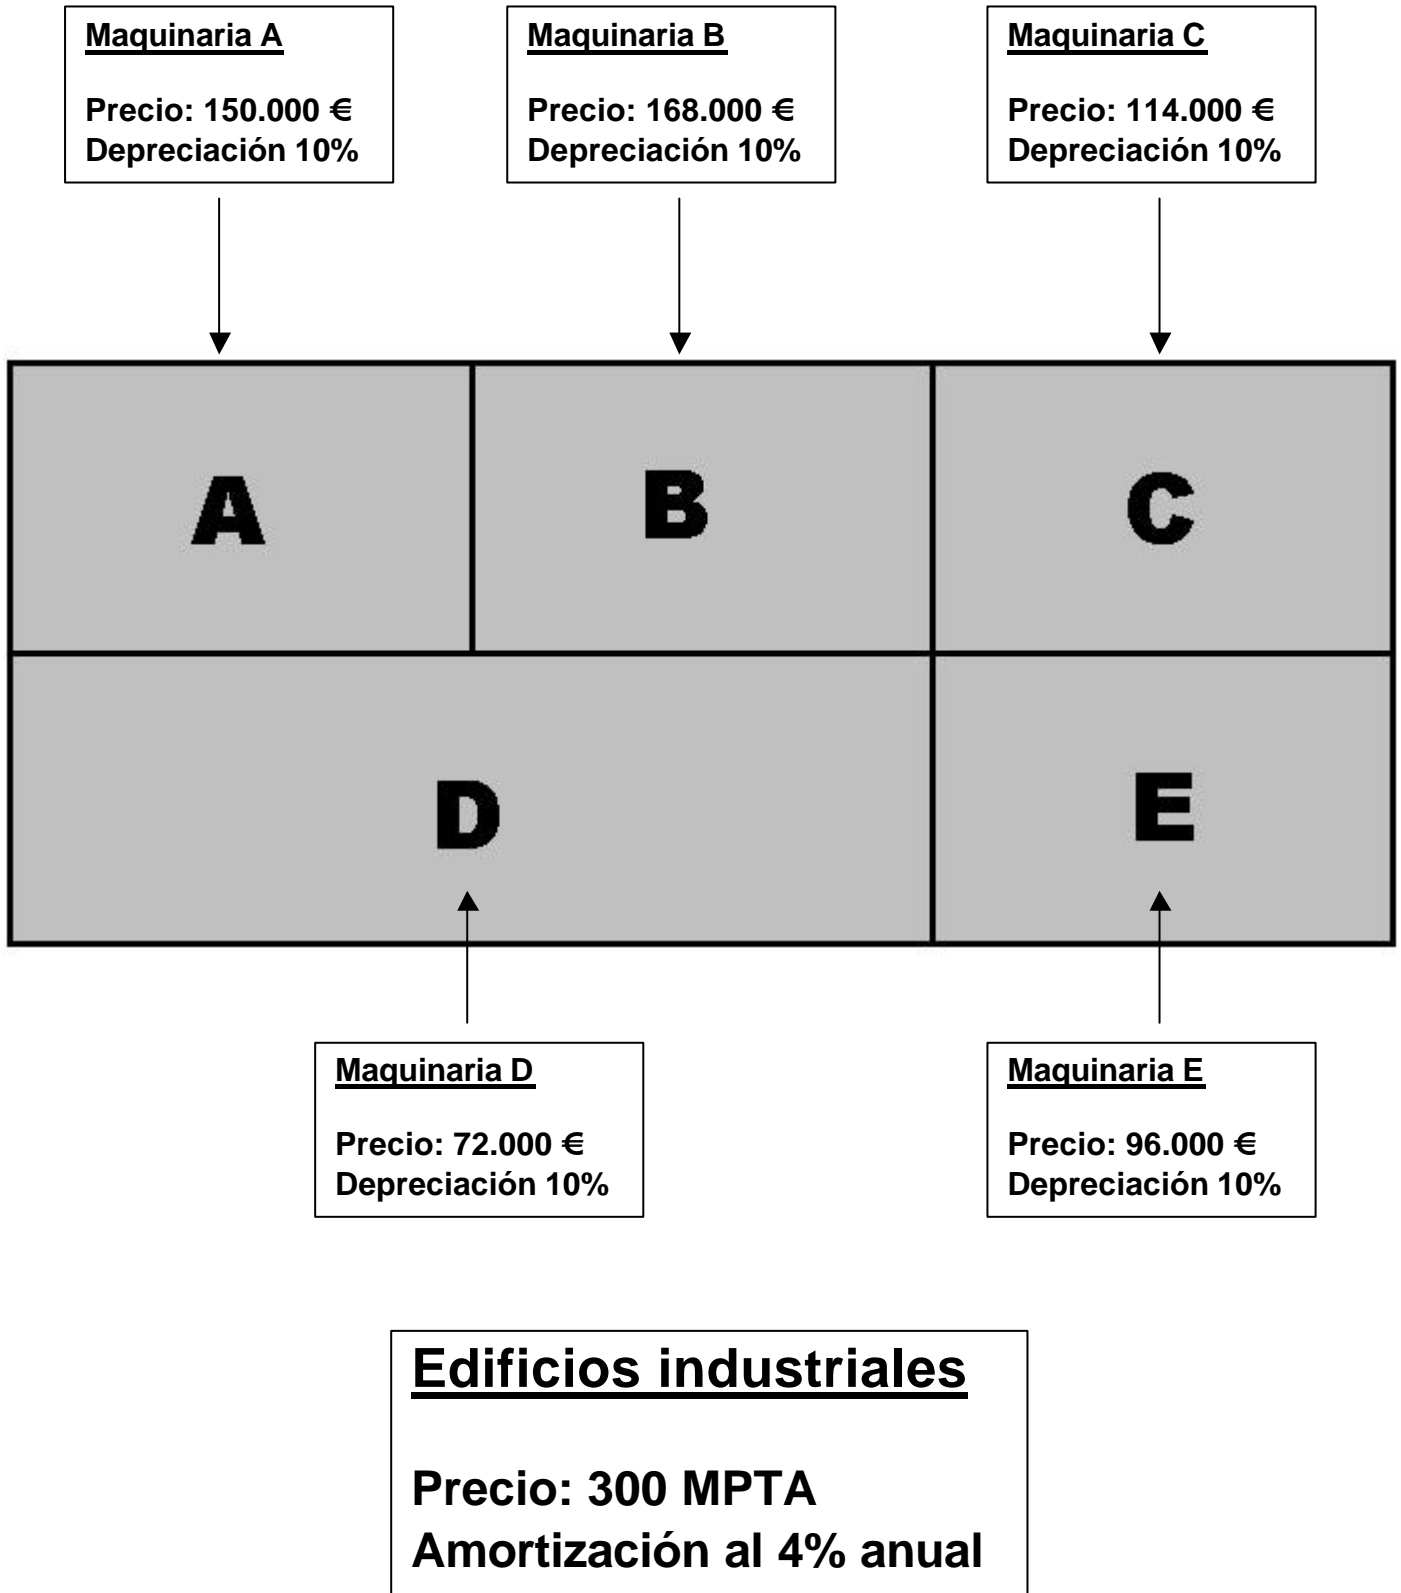 Maquinaria A
Precio: 150.000 €
Depreciación 10%
Maquinaria B
Precio: 168.000 €
Depreciación 10%
Maquinaria C
Precio: 114.000 €
Depreciación 10%
A
B
C
D
E
Maquinaria D
Precio: 72.000 €
Depreciación 10%
Maquinaria E
Precio: 96.000 €
Depreciación 10%
Edificios industriales
Precio: 300 MPTA
Amortización al 4% anual